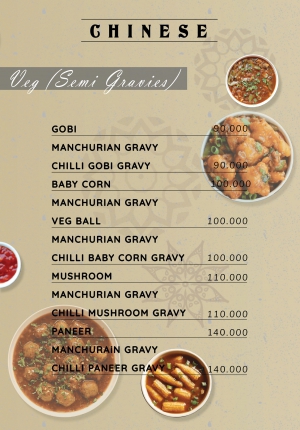 CHINESE
Veg (Semi Gravies)
GOBI 90.000
MANCHURIAN GRAVY
CHILLI GOBI GRAVY 90.000
BABY CORN 100.000
MANCHURIAN GRAVY
VEG BALL 100.000
MANCHURIAN GRAVY
CHILLI BABY CORN GRAVY 100.000
MUSHROOM 110.000
MANCHURIAN GRAVY
CHILLI MUSHROOM GRAVY 110.000
PANEER 140.000
MANCHURAIN GRAVY
CHILLI PANEER GRAVY 140.000